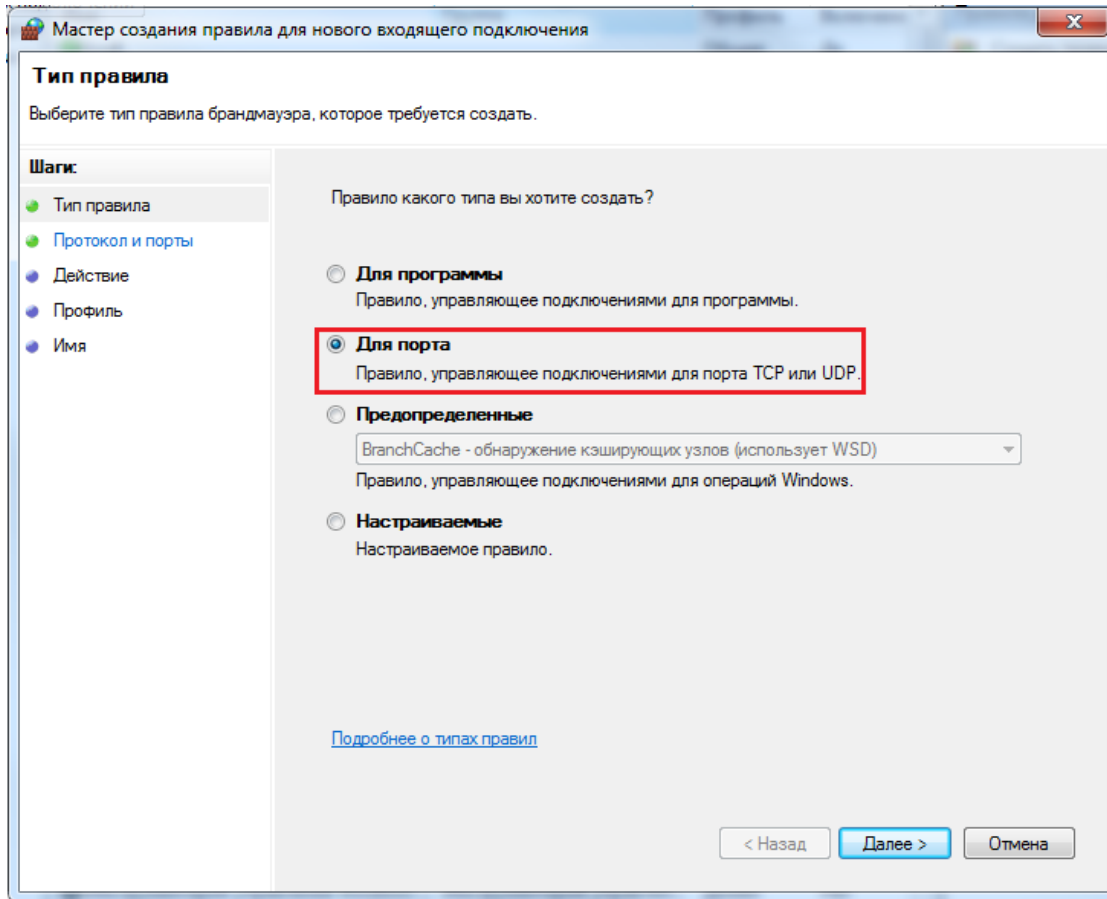 Мастер создания правила для нового входящего подключения
Тип правила
Выберите тип правила брандмауэра, которое требуется создать.
Шаги:
Тип правила
Протокол и порты
Действие
Профиль
Имя
Правило какого типа вы хотите создать?
Для программы
Правило, управляющее подключениями для программы.
Для порта
Правило, управляющее подключениями для порта TCP или UDP.
Предопределенные
BranchCache - обнаружение кэширующих узлов (использует WSD)
Правило, управляющее подключениями для операций Windows.
Настраиваемые
Настраиваемое правило.
Подробнее о типах правил
< Назад
Далее >
Отмена